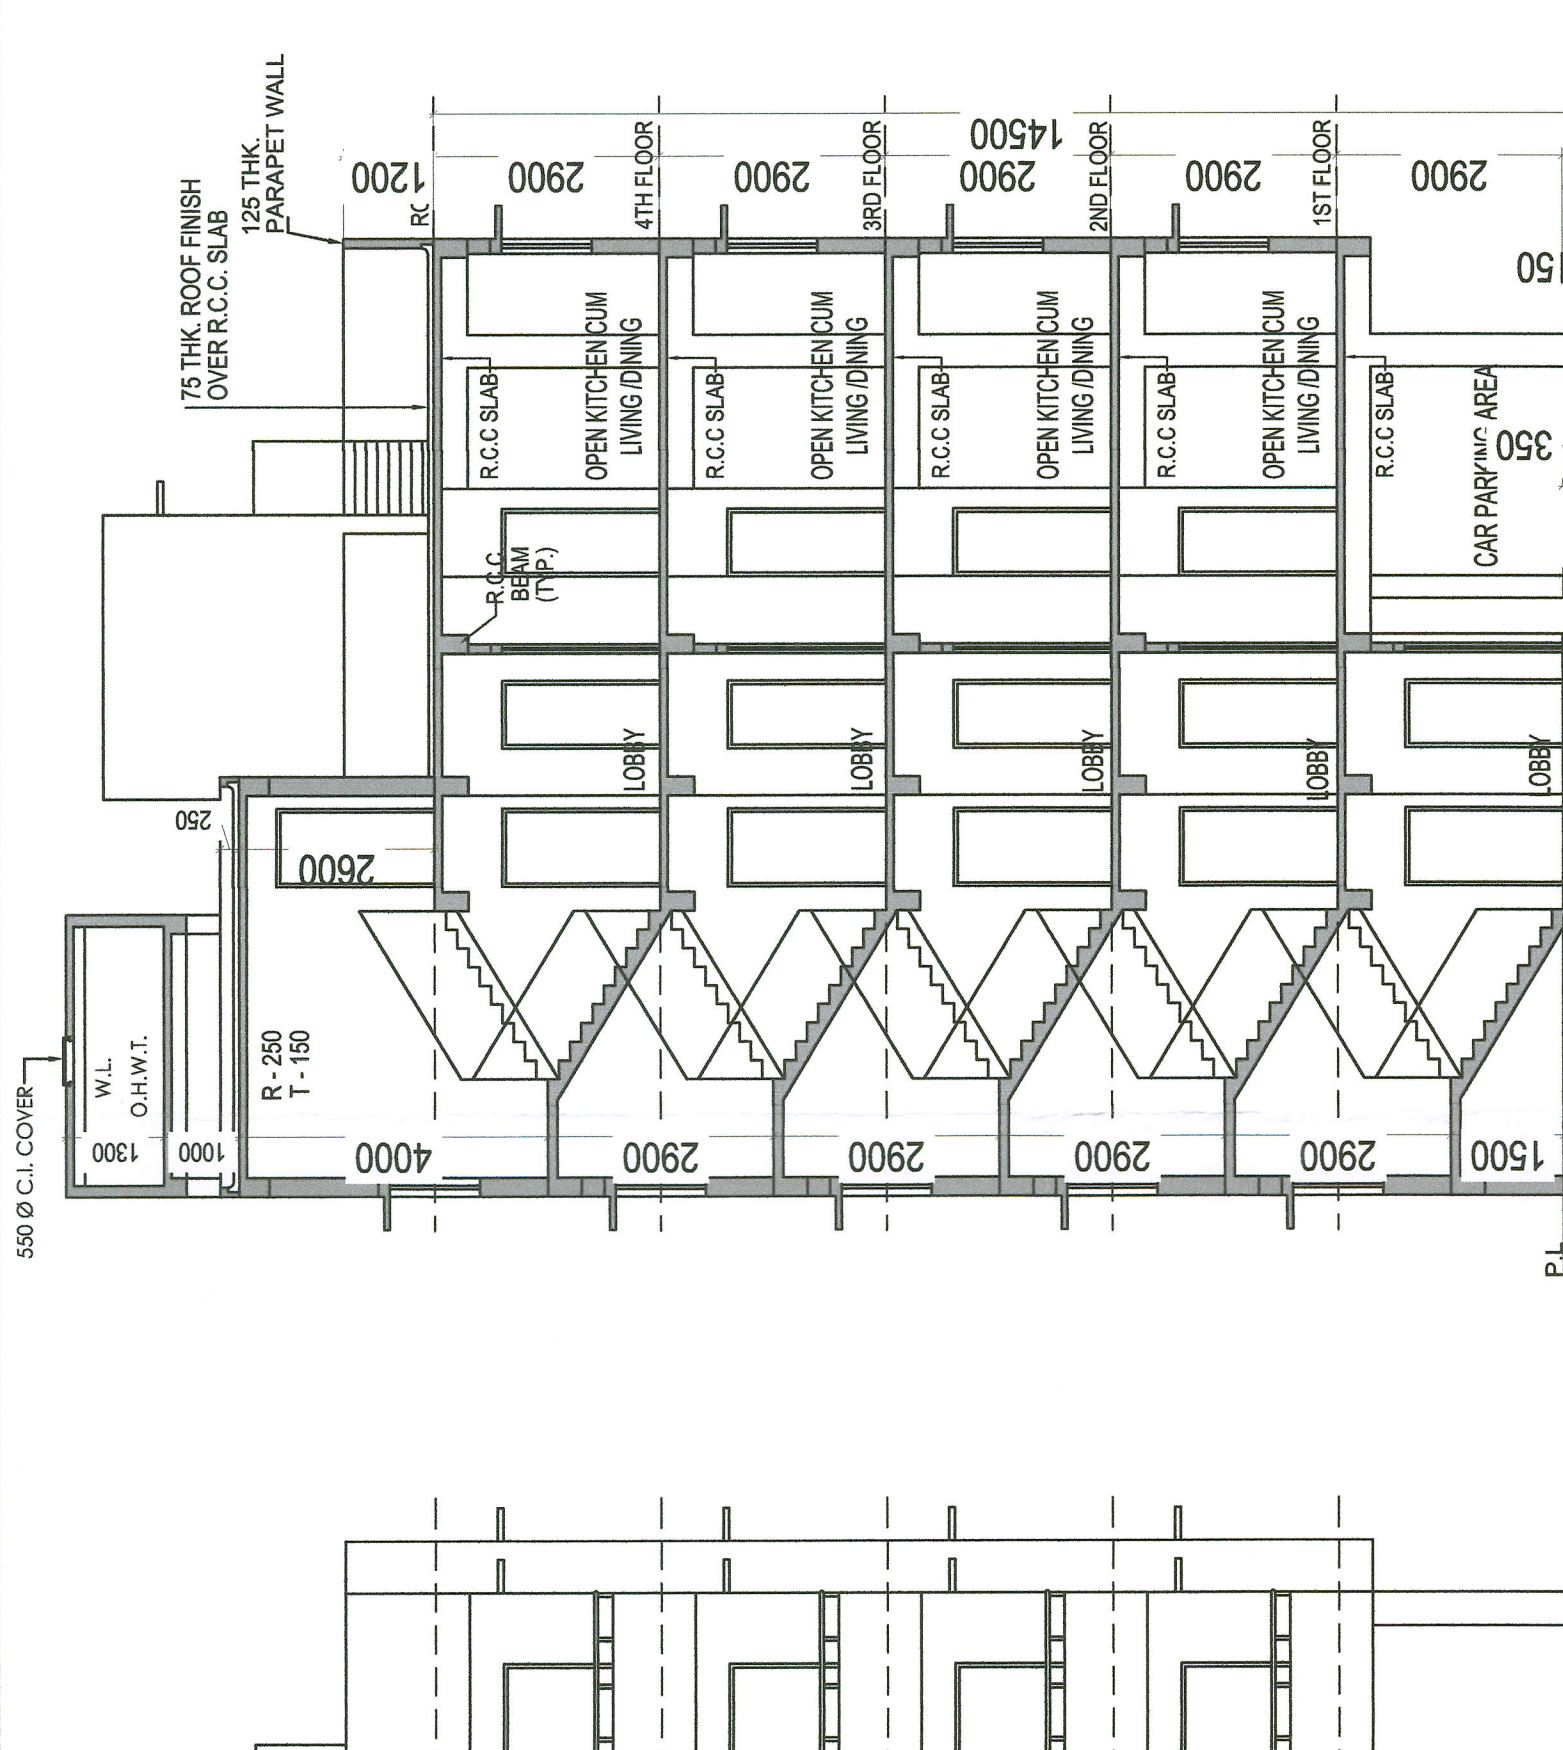 550 Ø C.I. COVER
W.L.
O.H.W.T.
1300
1000
R - 250
T - 150
250
2600
4000
2900
2900
2900
2900
1500
75 THK. ROOF FINISH
OVER R.C.C. SLAB
125 THK.
PARAPET WALL
1200
2900
4TH FLOOR
2900
3RD FLOOR
14500
2900
2ND FLOOR
2900
1ST FLOOR
2900
R.C.C SLAB
OPEN KITCHEN CUM
LIVING /DINING
R.C.C SLAB
OPEN KITCHEN CUM
LIVING /DINING
R.C.C SLAB
OPEN KITCHEN CUM
LIVING /DINING
R.C.C SLAB
OPEN KITCHEN CUM
LIVING /DINING
R.C.C SLAB
CAR PARKING AREA
350
R.C.C.
BEAM
(TYP.)
LOBBY
LOBBY
LOBBY
LOBBY
LOBBY